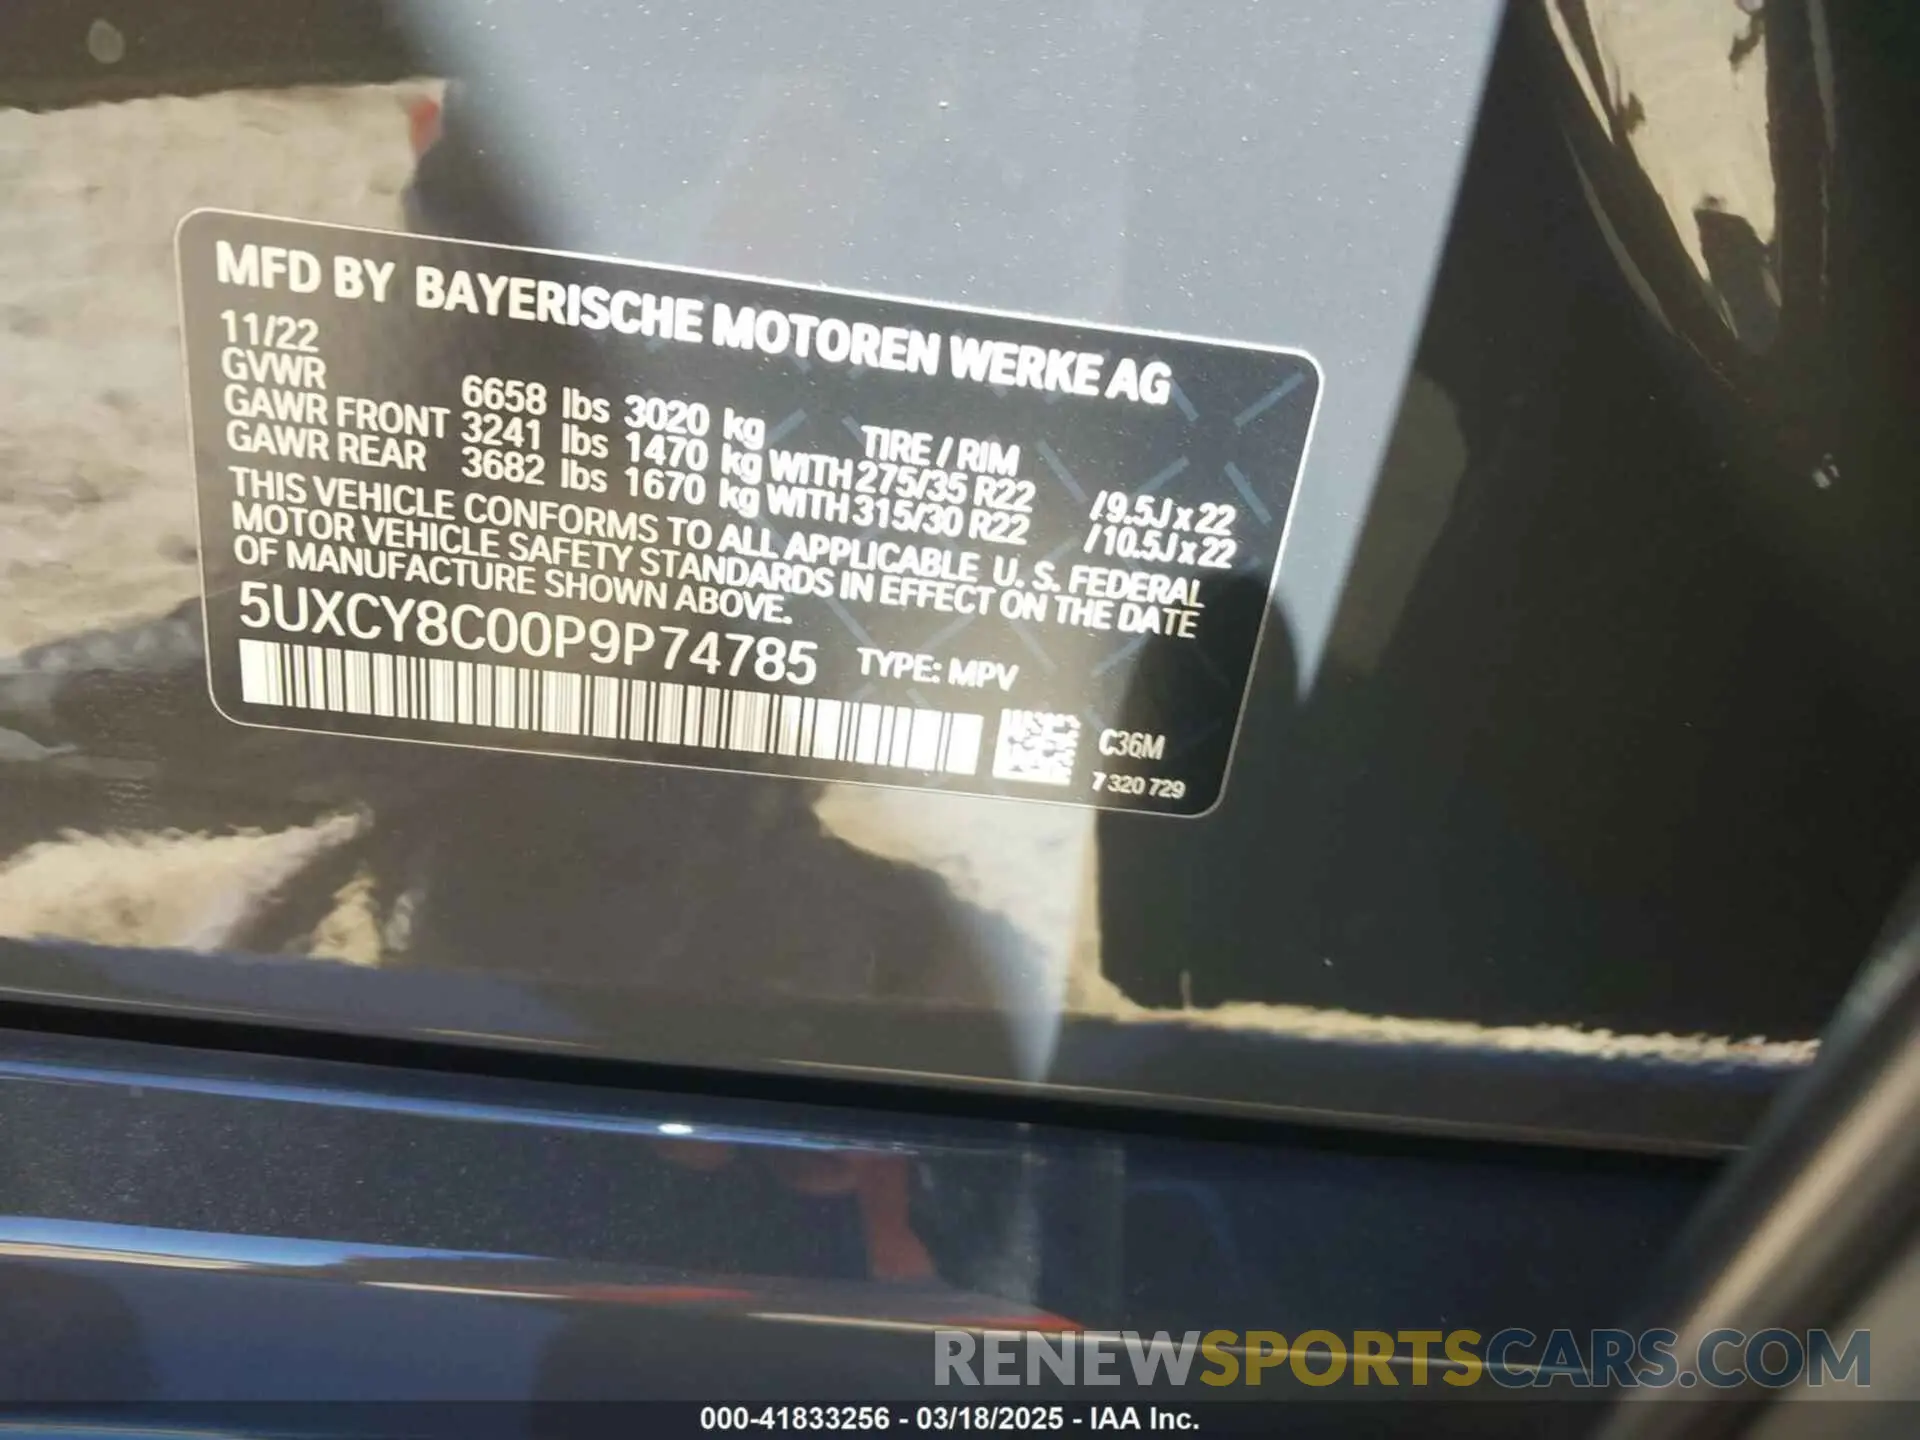 MFD BY BAYERISCHE MOTOREN WERKE AG
11/22
GVWR 6658 lbs 3020 kg TIRE / RIM
GAWR FRONT 3241 lbs 1470 kg WITH 275/35 R22 /9.5J x 22
GAWR REAR 3682 lbs 1670 kg WITH 315/30 R22 /10.5J x 22
THIS VEHICLE CONFORMS TO ALL APPLICABLE U. S. FEDERAL
MOTOR VEHICLE SAFETY STANDARDS IN EFFECT ON THE DATE
OF MANUFACTURE SHOWN ABOVE.
5UXCY8C00P9P74785 TYPE: MPV
C36M
7 320 729
RENEWSPORTSCARS.COM
000-41833256 - 03/18/2025 - IAA Inc.